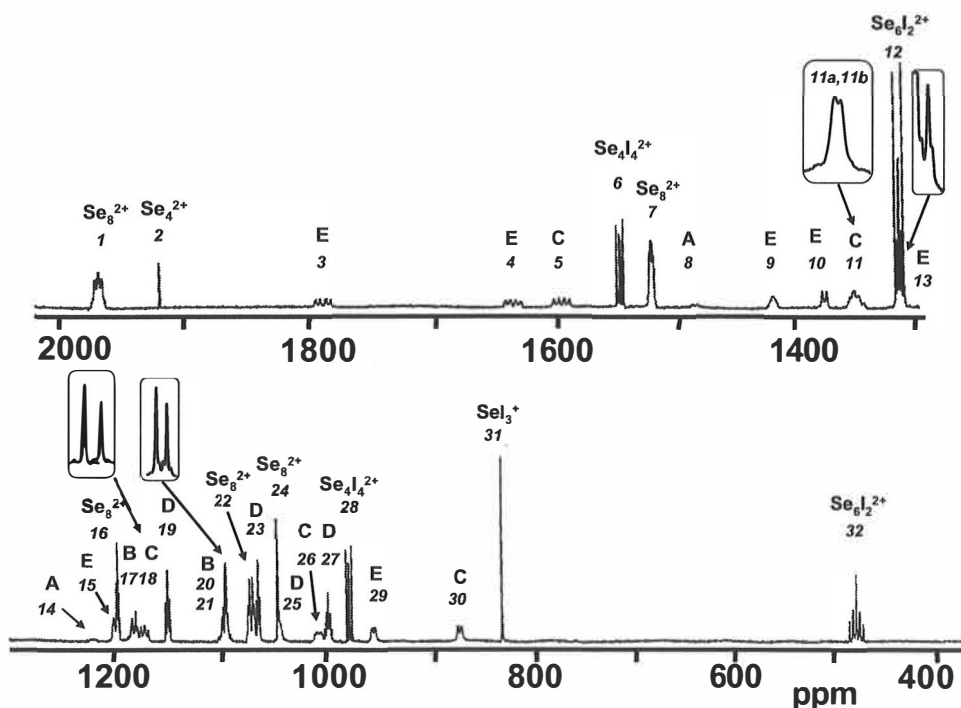 Se₆I₂²⁺
12
11a,11b
Se₄I₄²⁺
6
Se₈²⁺
7
Se₈²⁺
1
Se₄²⁺
2
E
3
E
4
C
5
A
8
E
9
E
10
C
11
E
13
2000 1800 1600 1400
SeI₃⁺
31
Se₈²⁺
24
Se₈²⁺
22
Se₄I₄²⁺
28
Se₆I₂²⁺
32
Se₈²⁺
16
D
19
D
23
A
14
E
15
B
17
C
18
B
20
21
D
25
C
26
D
27
E
29
C
30
1200 1000 800 600 400
ppm